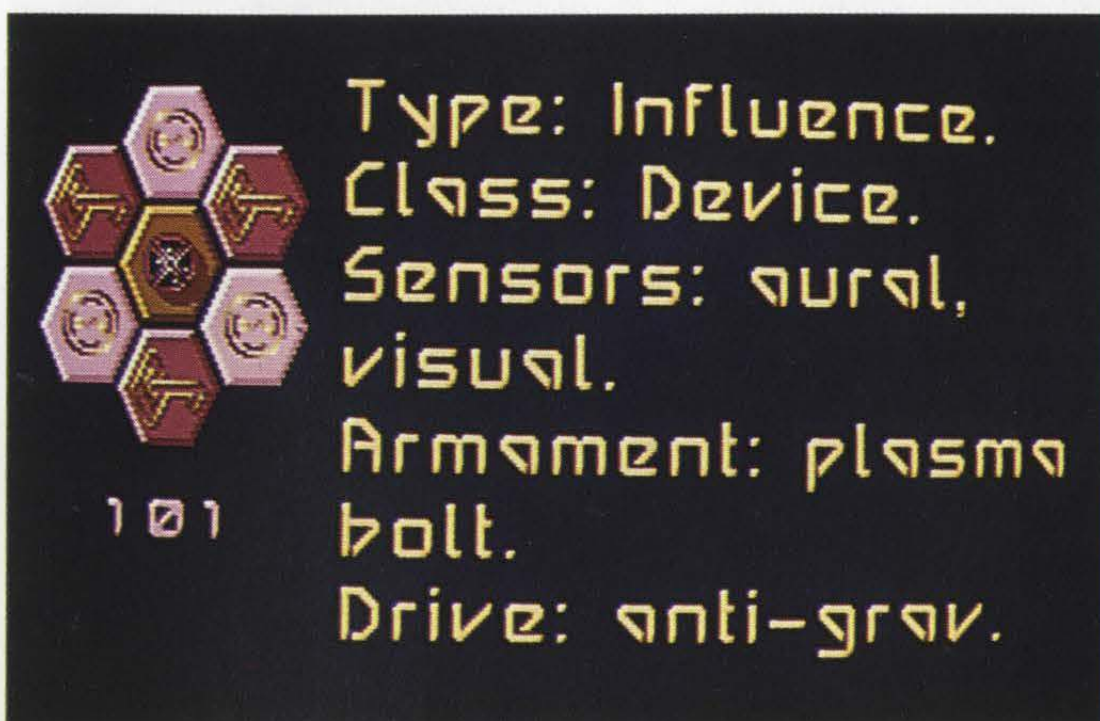 Type: Influence.
Class: Device.
Sensors: aural,
visual.
Armament: plasma
bolt.
Drive: anti-grav.
101